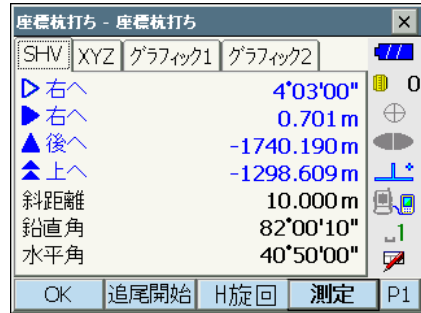 座標杭打ち - 座標杭打ち
SHV XYZ グラフィック1 グラフィック2
右へ 4°03'00" 0
右へ 0.701 m
後へ -1740.190 m
上へ -1298.609 m
斜距離 10.000 m
鉛直角 82°00'10" 1
水平角 40°50'00"
OK 追尾開始 H旋回 測定 P1